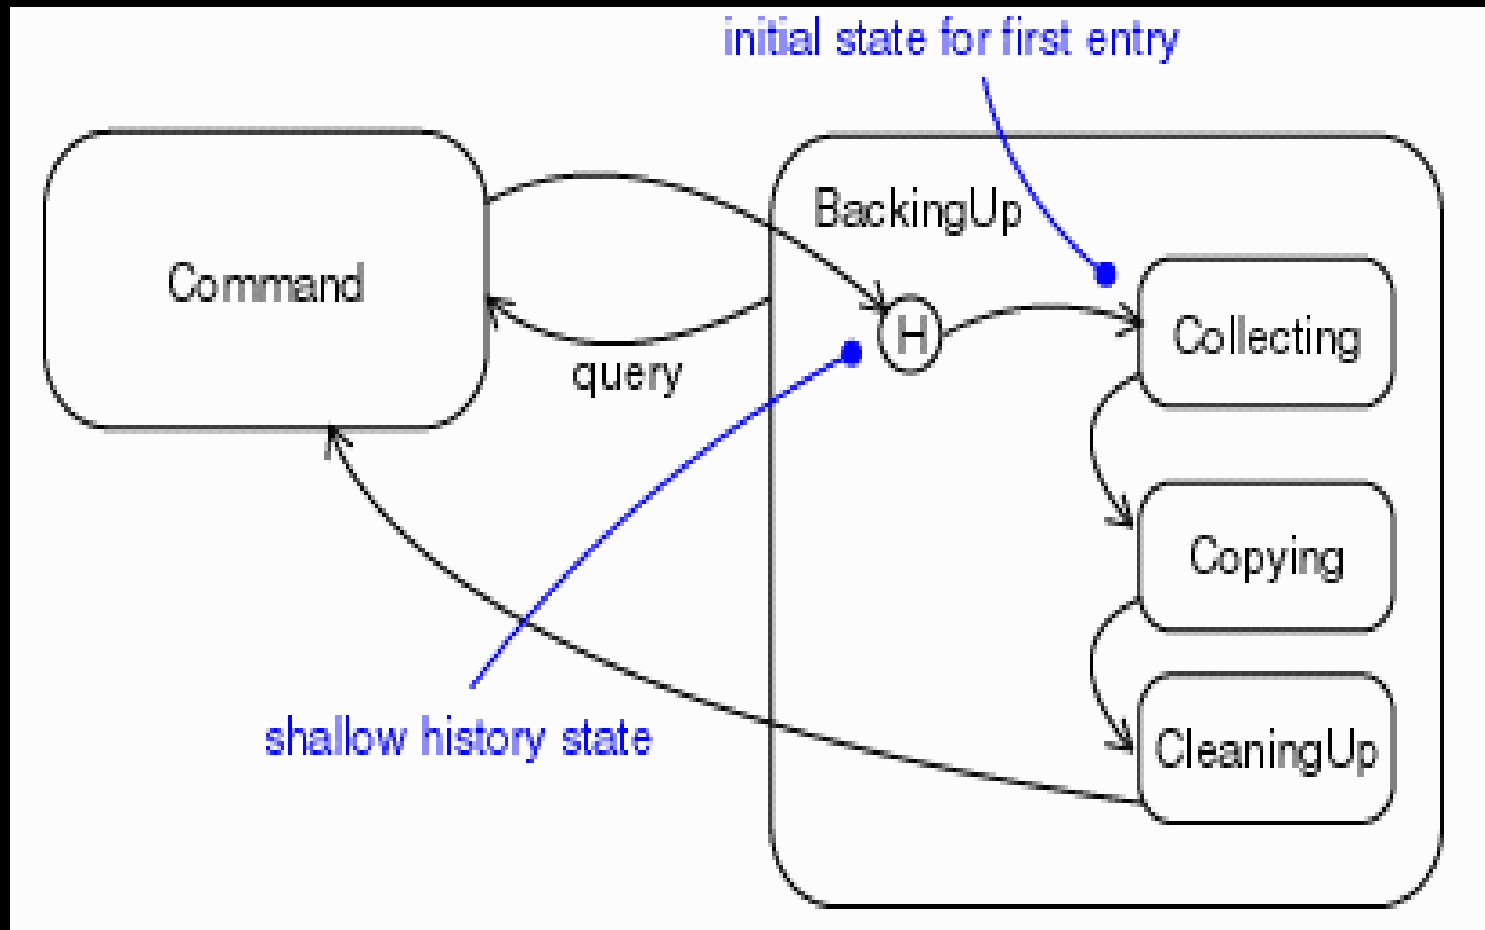 initial state for first entry
BackingUp
Command
H
Collecting
query
Copying
shallow history state
CleaningUp